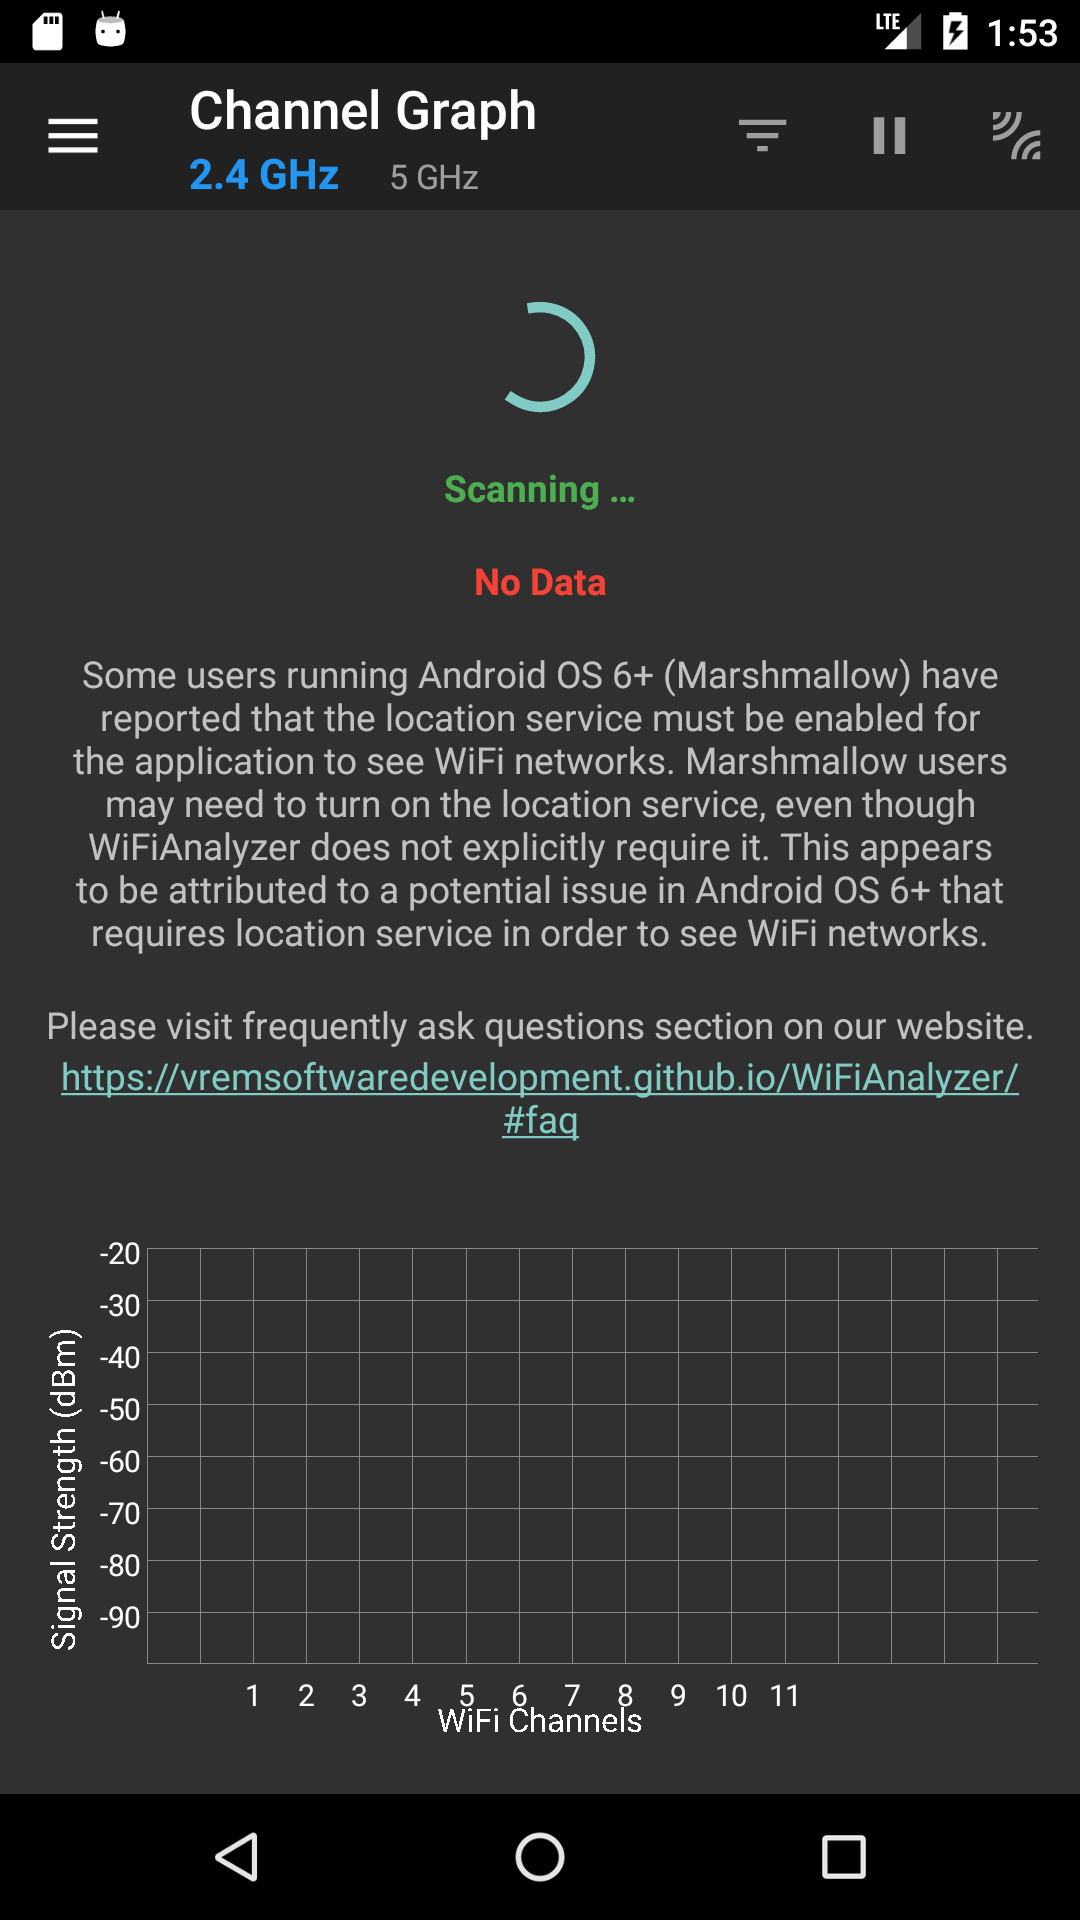 LTE 1:53
Channel Graph
2.4 GHz 5 GHz
Scanning ...
No Data
Some users running Android OS 6+ (Marshmallow) have
reported that the location service must be enabled for
the application to see WiFi networks. Marshmallow users
may need to turn on the location service, even though
WiFiAnalyzer does not explicitly require it. This appears
to be attributed to a potential issue in Android OS 6+ that
requires location service in order to see WiFi networks.
Please visit frequently ask questions section on our website.
https://vremsoftwaredevelopment.github.io/WiFiAnalyzer/
#faq
Signal Strength (dBm)
-20
-30
-40
-50
-60
-70
-80
-90
1 2 3 4 5 6 7 8 9 10 11
WiFi Channels